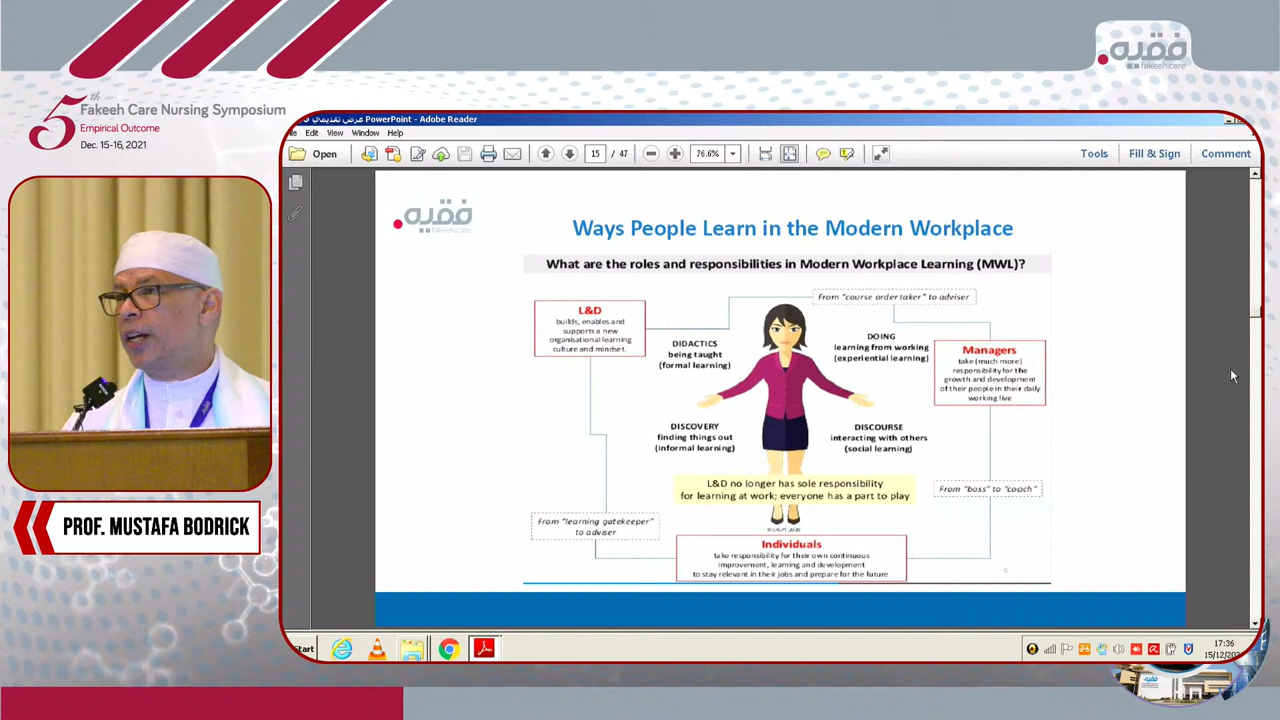 فقيه
fakeeh.care
5th
Fakeeh Care Nursing Symposium
Empirical Outcome
Dec. 15-16, 2021
PowerPoint - Adobe Reader
Edit View Window Help
Open
15 / 47
76.6%
Tools Fill & Sign Comment
فقيه
fakeeh.care
Ways People Learn in the Modern Workplace
What are the roles and responsibilities in Modern Workplace Learning (MWL)?
From "course order taker" to adviser
L&D
builds, enables and
supports a new
organisational learning
culture and mindset.
DIDACTICS
being taught
(formal learning)
DOING
learning from working
(experiential learning)
Managers
take (much more)
responsibility for the
growth and development
of their people in their daily
working live
DISCOVERY
finding things out
(informal learning)
DISCOURSE
interacting with others
(social learning)
L&D no longer has sole responsibility
for learning at work; everyone has a part to play
From "boss" to "coach"
From "learning gatekeeper"
to adviser
Individuals
take responsibility for their own continuous
improvement, learning and development
to stay relevant in their jobs and prepare for the future
6
PROF. MUSTAFA BODRICK
17:36